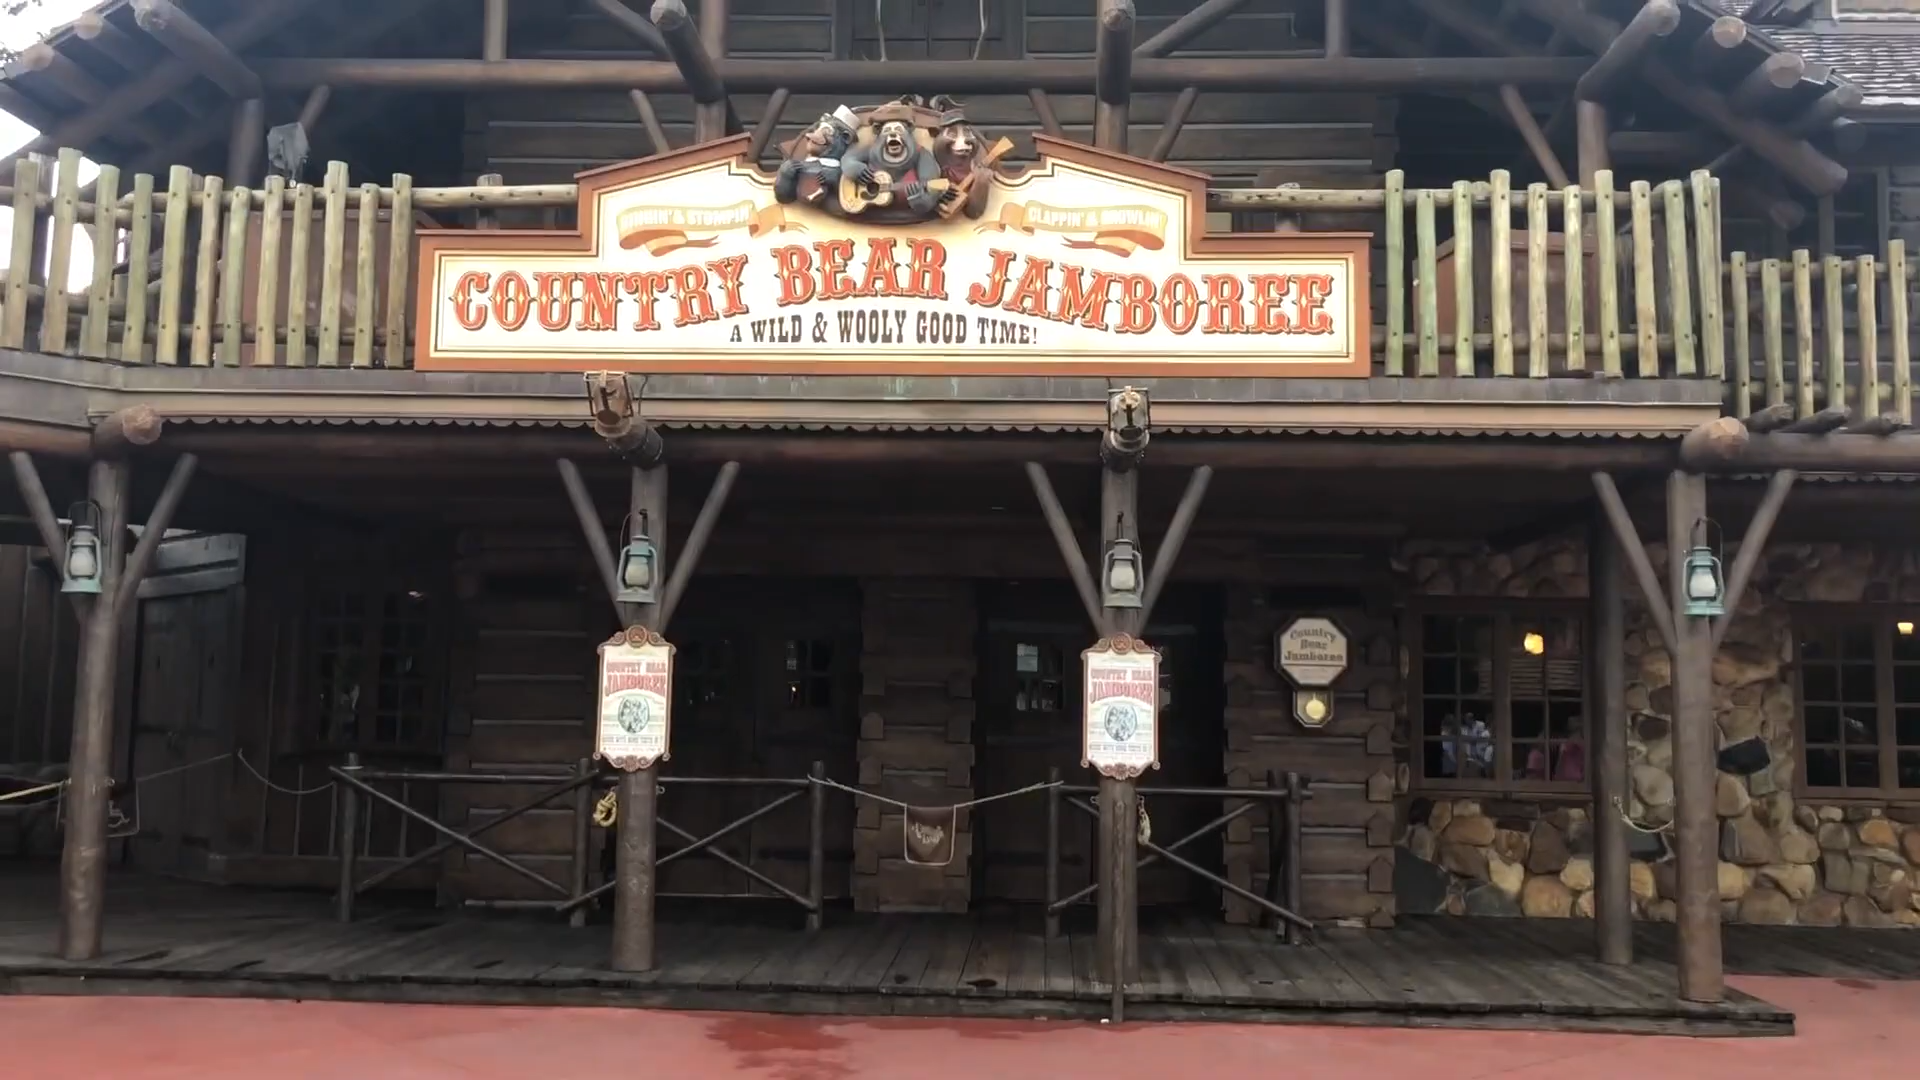 SINGIN' & STOMPIN'
CLAPPIN' & GROWLIN'
COUNTRY BEAR JAMBOREE
A WILD & WOOLY GOOD TIME!
COUNTRY BEAR
JAMBOREE
COUNTRY BEAR
JAMBOREE
Country
Bear
Jamboree